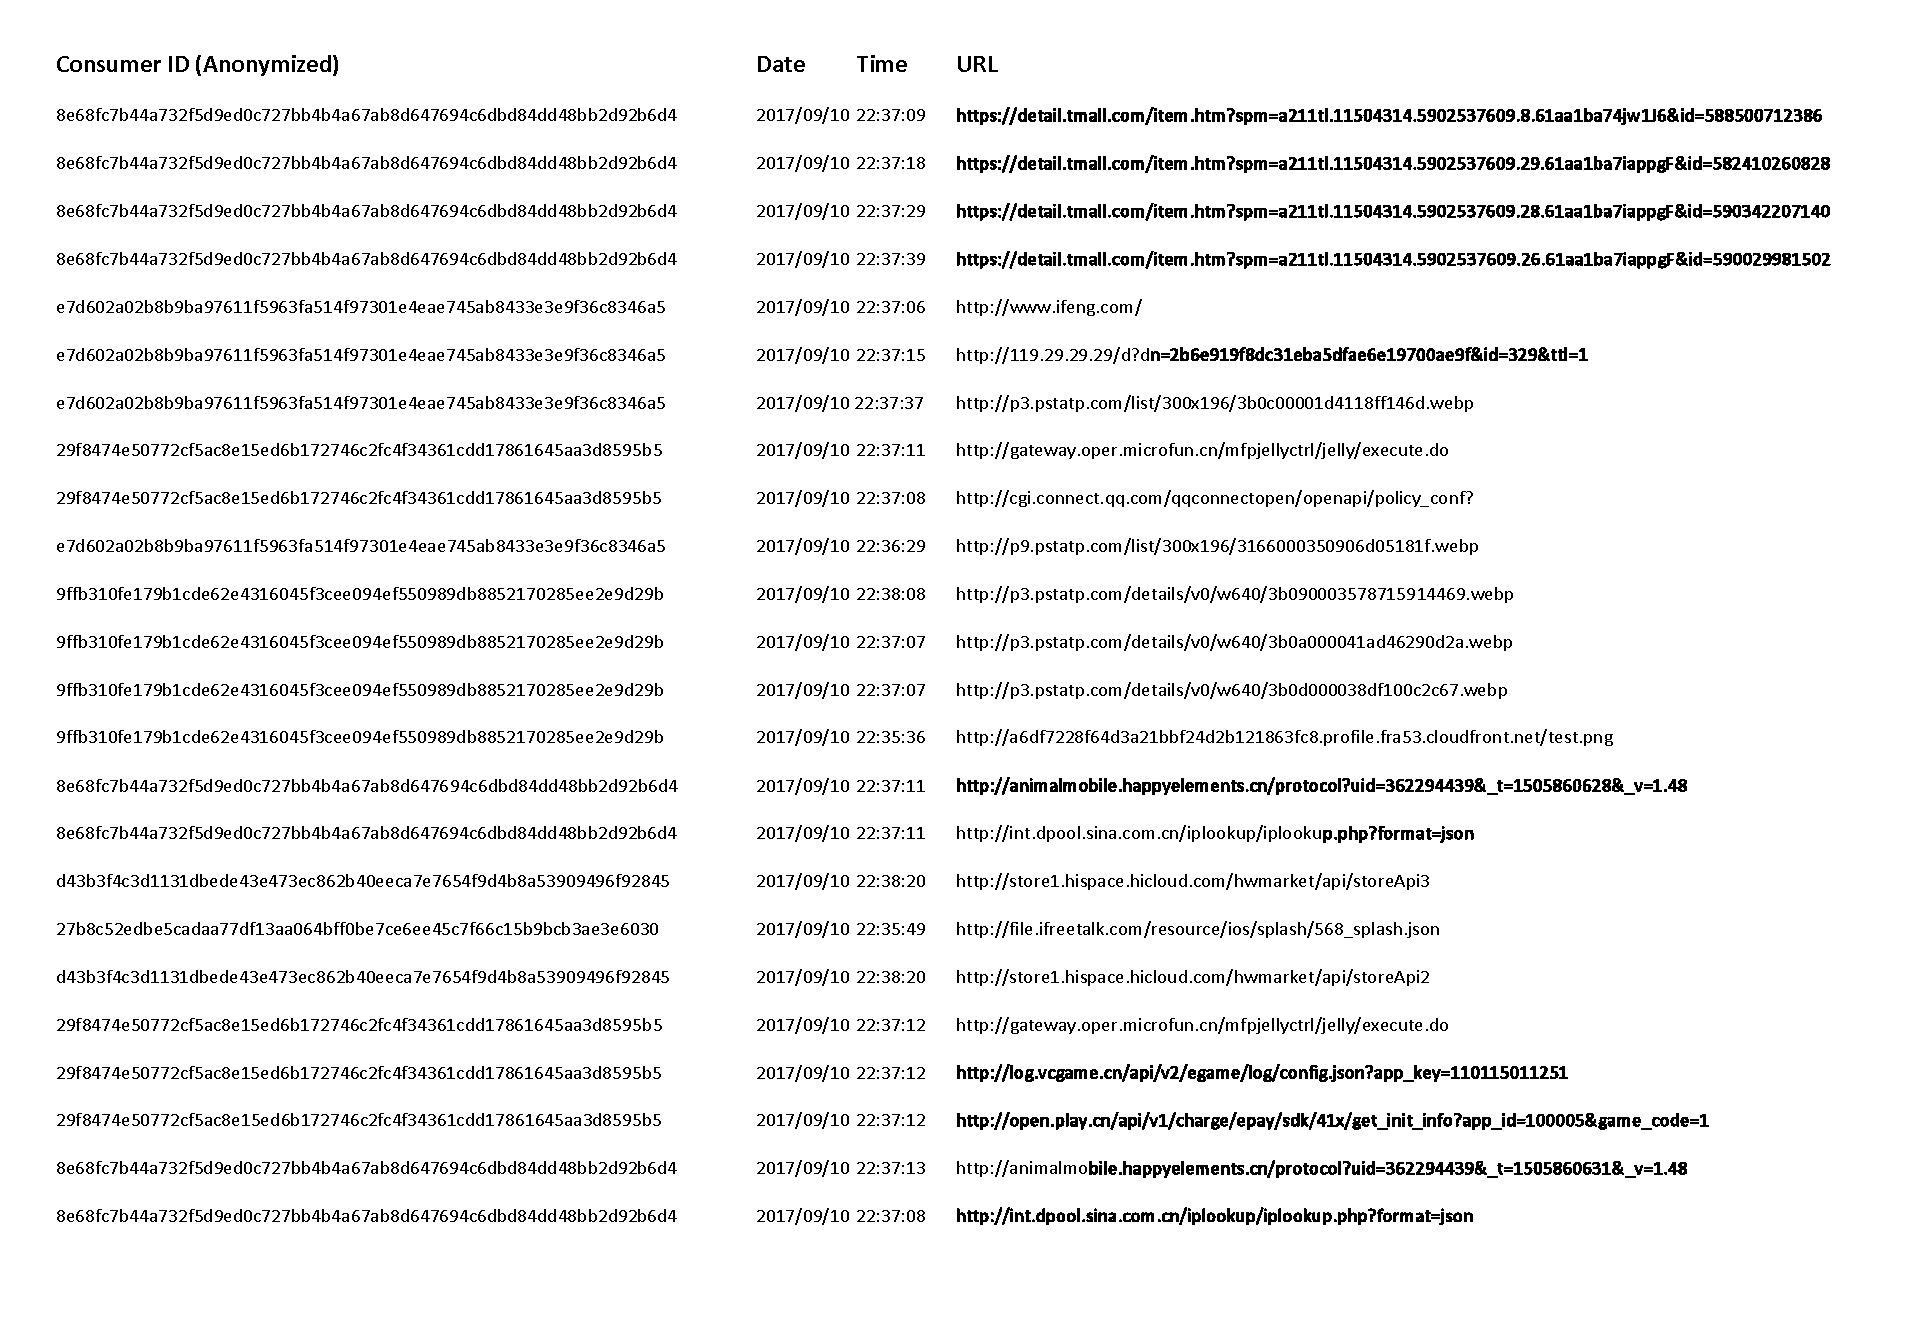 Consumer ID (Anonymized) Date Time URL
8e68fc7b44a732f5d9ed0c727bb4b4a67ab8d647694c6dbd84dd48bb2d92b6d4 2017/09/10 22:37:09 https://detail.tmall.com/item.htm?spm=a211tl.11504314.5902537609.8.61aa1ba74jw1J6&id=588500712386
8e68fc7b44a732f5d9ed0c727bb4b4a67ab8d647694c6dbd84dd48bb2d92b6d4 2017/09/10 22:37:18 https://detail.tmall.com/item.htm?spm=a211tl.11504314.5902537609.29.61aa1ba7iappgF&id=582410260828
8e68fc7b44a732f5d9ed0c727bb4b4a67ab8d647694c6dbd84dd48bb2d92b6d4 2017/09/10 22:37:29 https://detail.tmall.com/item.htm?spm=a211tl.11504314.5902537609.28.61aa1ba7iappgF&id=590342207140
8e68fc7b44a732f5d9ed0c727bb4b4a67ab8d647694c6dbd84dd48bb2d92b6d4 2017/09/10 22:37:39 https://detail.tmall.com/item.htm?spm=a211tl.11504314.5902537609.26.61aa1ba7iappgF&id=590029981502
e7d602a02b8b9ba97611f5963fa514f97301e4eae745ab8433e3e9f36c8346a5 2017/09/10 22:37:06 http://www.ifeng.com/
e7d602a02b8b9ba97611f5963fa514f97301e4eae745ab8433e3e9f36c8346a5 2017/09/10 22:37:15 http://119.29.29.29/d?dn=2b6e919f8dc31eba5dfae6e19700ae9f&id=329&ttl=1
e7d602a02b8b9ba97611f5963fa514f97301e4eae745ab8433e3e9f36c8346a5 2017/09/10 22:37:37 http://p3.pstatp.com/list/300x196/3b0c00001d4118ff146d.webp
29f8474e50772cf5ac8e15ed6b172746c2fc4f34361cdd17861645aa3d8595b5 2017/09/10 22:37:11 http://gateway.oper.microfun.cn/mfpjellyctrl/jelly/execute.do
29f8474e50772cf5ac8e15ed6b172746c2fc4f34361cdd17861645aa3d8595b5 2017/09/10 22:37:08 http://cgi.connect.qq.com/qqconnectopen/openapi/policy_conf?
e7d602a02b8b9ba97611f5963fa514f97301e4eae745ab8433e3e9f36c8346a5 2017/09/10 22:36:29 http://p9.pstatp.com/list/300x196/3166000350906d05181f.webp
9ffb310fe179b1cde62e4316045f3cee094ef550989db8852170285ee2e9d29b 2017/09/10 22:38:08 http://p3.pstatp.com/details/v0/w640/3b090003578715914469.webp
9ffb310fe179b1cde62e4316045f3cee094ef550989db8852170285ee2e9d29b 2017/09/10 22:37:07 http://p3.pstatp.com/details/v0/w640/3b0a000041ad46290d2a.webp
9ffb310fe179b1cde62e4316045f3cee094ef550989db8852170285ee2e9d29b 2017/09/10 22:37:07 http://p3.pstatp.com/details/v0/w640/3b0d000038df100c2c67.webp
9ffb310fe179b1cde62e4316045f3cee094ef550989db8852170285ee2e9d29b 2017/09/10 22:35:36 http://a6df7228f64d3a21bbf24d2b121863fc8.profile.fra53.cloudfront.net/test.png
8e68fc7b44a732f5d9ed0c727bb4b4a67ab8d647694c6dbd84dd48bb2d92b6d4 2017/09/10 22:37:11 http://animalmobile.happyelements.cn/protocol?uid=362294439&_t=1505860628&_v=1.48
8e68fc7b44a732f5d9ed0c727bb4b4a67ab8d647694c6dbd84dd48bb2d92b6d4 2017/09/10 22:37:11 http://int.dpool.sina.com.cn/iplookup/iplookup.php?format=json
d43b3f4c3d1131dbede43e473ec862b40eeca7e7654f9d4b8a53909496f92845 2017/09/10 22:38:20 http://store1.hispace.hicloud.com/hwmarket/api/storeApi3
27b8c52edbe5cadaa77df13aa064bff0be7ce6ee45c7f66c15b9bcb3ae3e6030 2017/09/10 22:35:49 http://file.ifreetalk.com/resource/ios/splash/568_splash.json
d43b3f4c3d1131dbede43e473ec862b40eeca7e7654f9d4b8a53909496f92845 2017/09/10 22:38:20 http://store1.hispace.hicloud.com/hwmarket/api/storeApi2
29f8474e50772cf5ac8e15ed6b172746c2fc4f34361cdd17861645aa3d8595b5 2017/09/10 22:37:12 http://gateway.oper.microfun.cn/mfpjellyctrl/jelly/execute.do
29f8474e50772cf5ac8e15ed6b172746c2fc4f34361cdd17861645aa3d8595b5 2017/09/10 22:37:12 http://log.vcgame.cn/api/v2/egame/log/config.json?app_key=110115011251
29f8474e50772cf5ac8e15ed6b172746c2fc4f34361cdd17861645aa3d8595b5 2017/09/10 22:37:12 http://open.play.cn/api/v1/charge/epay/sdk/41x/get_init_info?app_id=100005&game_code=1
8e68fc7b44a732f5d9ed0c727bb4b4a67ab8d647694c6dbd84dd48bb2d92b6d4 2017/09/10 22:37:13 http://animalmobile.happyelements.cn/protocol?uid=362294439&_t=1505860631&_v=1.48
8e68fc7b44a732f5d9ed0c727bb4b4a67ab8d647694c6dbd84dd48bb2d92b6d4 2017/09/10 22:37:08 http://int.dpool.sina.com.cn/iplookup/iplookup.php?format=json